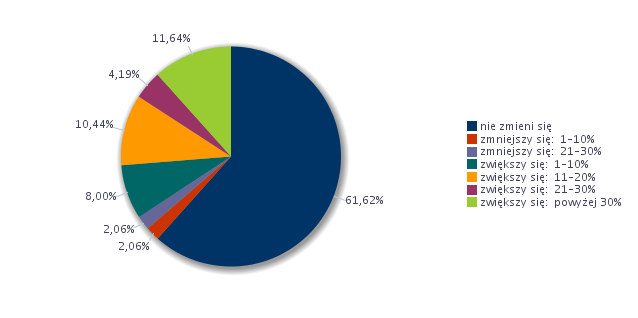 11,64%
4,19%
10,44%
8,00%
2,06%
2,06%
61,62%
nie zmieni się
zmniejszy się: 1-10%
zmniejszy się: 21-30%
zwiększy się: 1-10%
zwiększy się: 11-20%
zwiększy się: 21-30%
zwiększy się: powyżej 30%